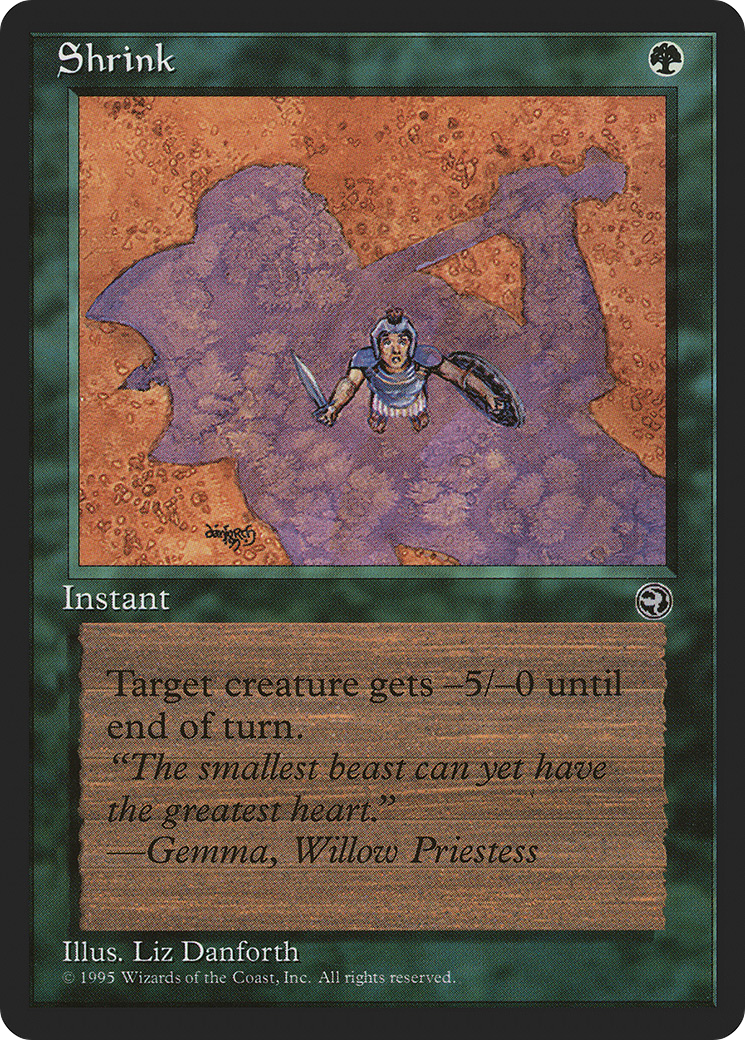 Shrink
Danforth
Instant
Target creature gets –5/–0 until
end of turn.
“The smallest beast can yet have
the greatest heart.”
—Gemma, Willow Priestess
Illus. Liz Danforth
© 1995 Wizards of the Coast, Inc. All rights reserved.